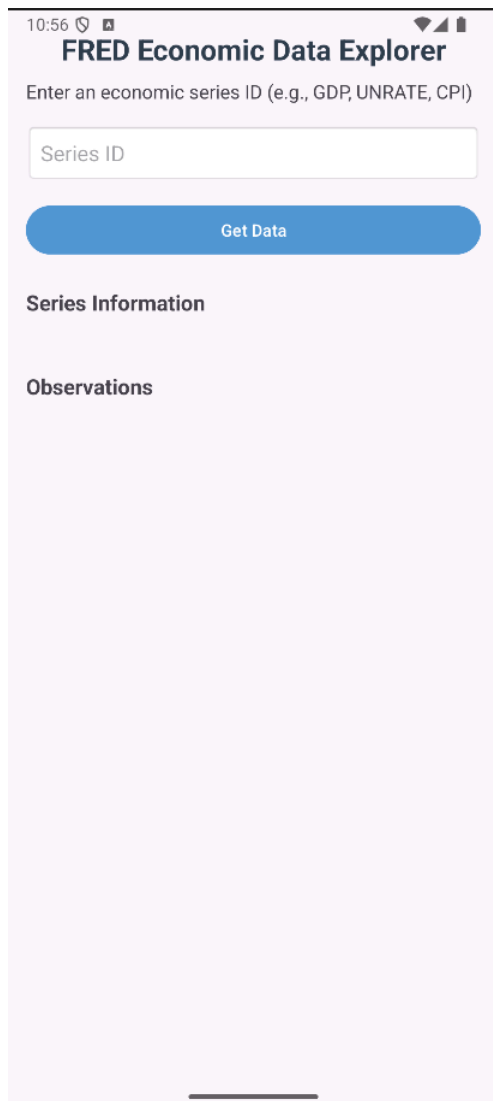 10:56
FRED Economic Data Explorer
Enter an economic series ID (e.g., GDP, UNRATE, CPI)
Series ID
Get Data
Series Information
Observations